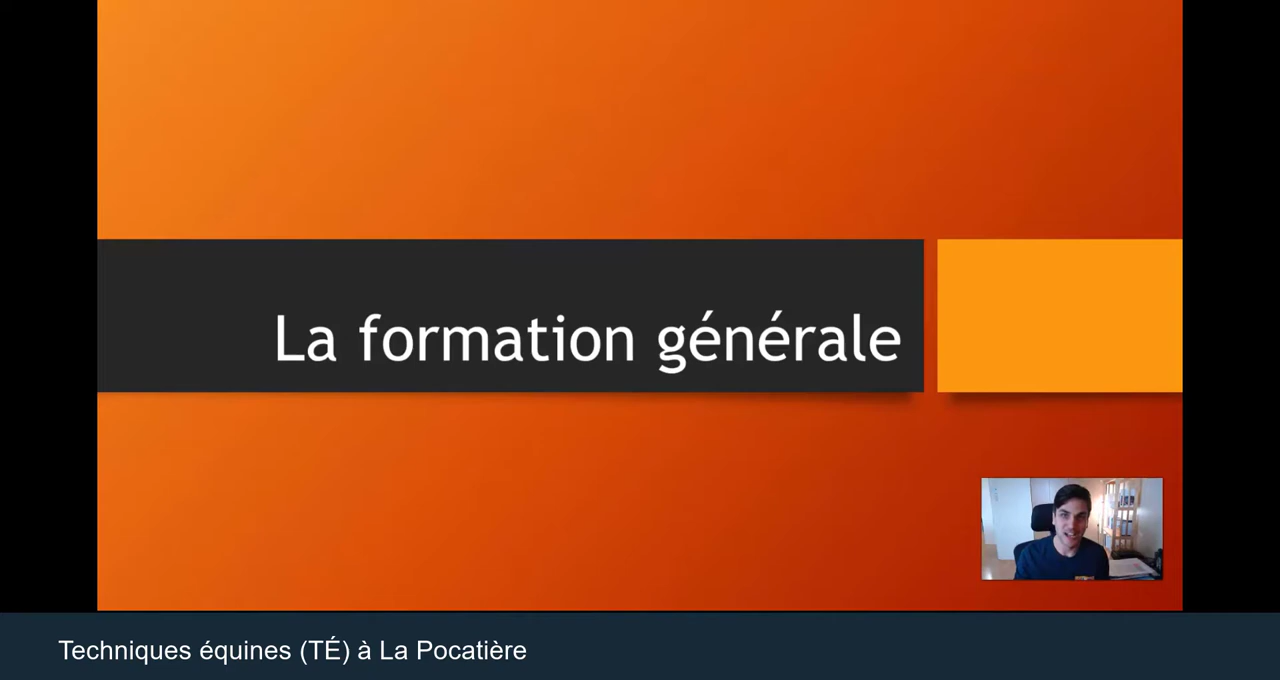 La formation générale
Techniques équines (TÉ) à La Pocatière